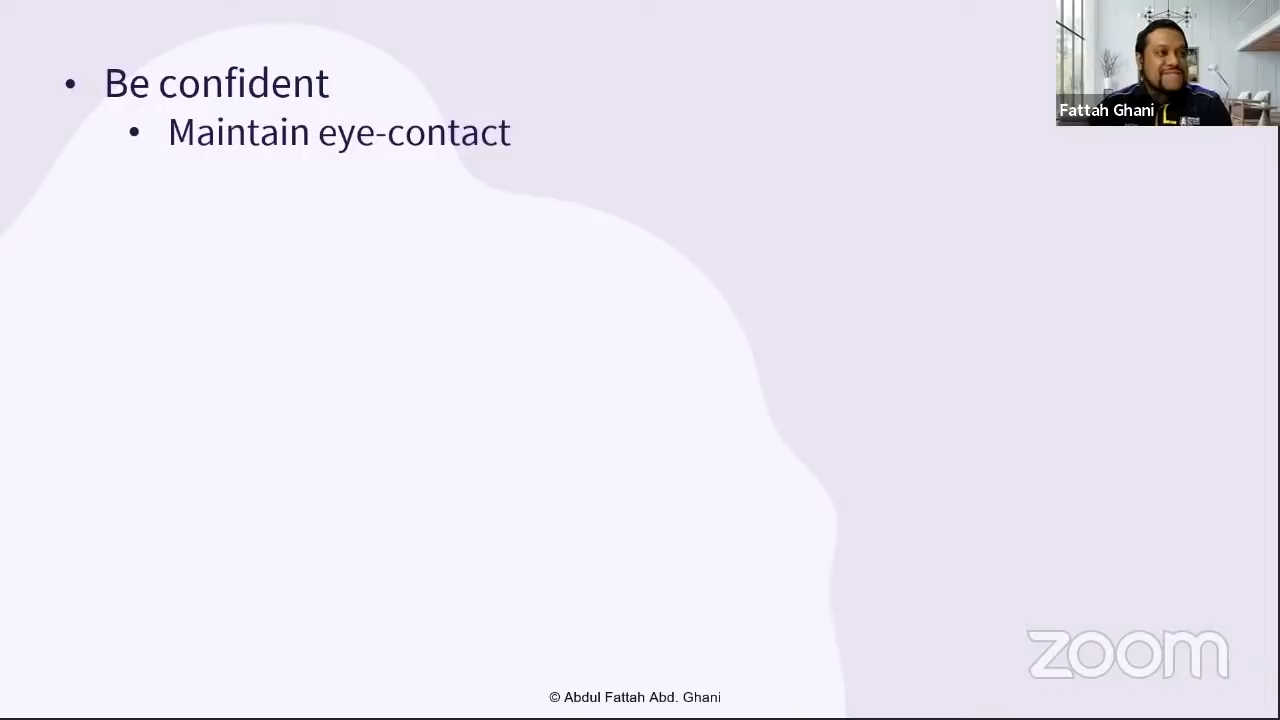 • Be confident
• Maintain eye-contact
Fattah Ghani
zoom
© Abdul Fattah Abd. Ghani